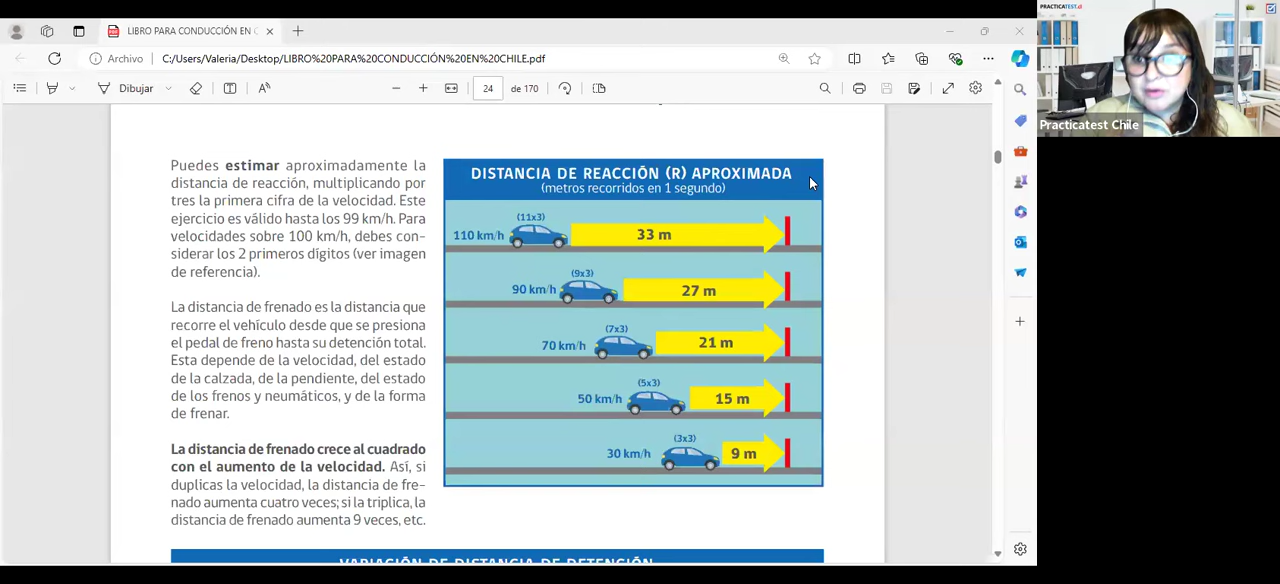 LIBRO PARA CONDUCCIÓN EN C
Archivo
C:/Users/Valeria/Desktop/LIBRO%20PARA%20CONDUCCIÓN%20EN%20CHILE.pdf
Dibujar
24
de 170
PRACTICATEST.cl
Practicatest Chile
Puedes estimar aproximadamente la
distancia de reacción, multiplicando por
tres la primera cifra de la velocidad. Este
ejercicio es válido hasta los 99 km/h. Para
velocidades sobre 100 km/h, debes con-
siderar los 2 primeros dígitos (ver imagen
de referencia).
La distancia de frenado es la distancia que
recorre el vehículo desde que se presiona
el pedal de freno hasta su detención total.
Esta depende de la velocidad, del estado
de la calzada, de la pendiente, del estado
de los frenos y neumáticos, y de la forma
de frenar.
La distancia de frenado crece al cuadrado
con el aumento de la velocidad. Así, si
duplicas la velocidad, la distancia de fre-
nado aumenta cuatro veces; si la triplica, la
distancia de frenado aumenta 9 veces, etc.
DISTANCIA DE REACCIÓN (R) APROXIMADA
(metros recorridos en 1 segundo)
(11x3)
110 km/h
33 m
(9x3)
90 km/h
27 m
(7x3)
70 km/h
21 m
(5x3)
50 km/h
15 m
(3x3)
30 km/h
9 m
VARIACIÓN DE DISTANCIA DE DETENCIÓN